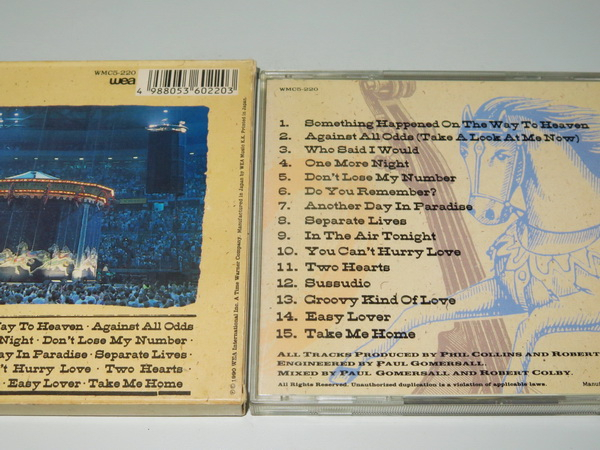 WMC5-220
wea
4 988053 602203
Way To Heaven · Against All Odds
Night · Don't Lose My Number
Day In Paradise · Separate Lives
't Hurry Love · Two Hearts
Easy Lover · Take Me Home
℗© 1990 WEA International Inc. A Time Warner Company. Manufactured in Japan by WEA Music K.K. Printed in Japan.
WMC5-220
1. Something Happened On The Way To Heaven
2. Against All Odds (Take A Look At Me Now)
3. Who Said I Would
4. One More Night
5. Don't Lose My Number
6. Do You Remember?
7. Another Day In Paradise
8. Separate Lives
9. In The Air Tonight
10. You Can't Hurry Love
11. Two Hearts
12. Sussudio
13. Groovy Kind Of Love
14. Easy Lover
15. Take Me Home
All Tracks Produced by Phil Collins and Robert
Engineered by Paul Gomersall.
Mixed by Paul Gomersall and Robert Colby.
All Rights Reserved. Unauthorized duplication is a violation of applicable laws.
Manuf